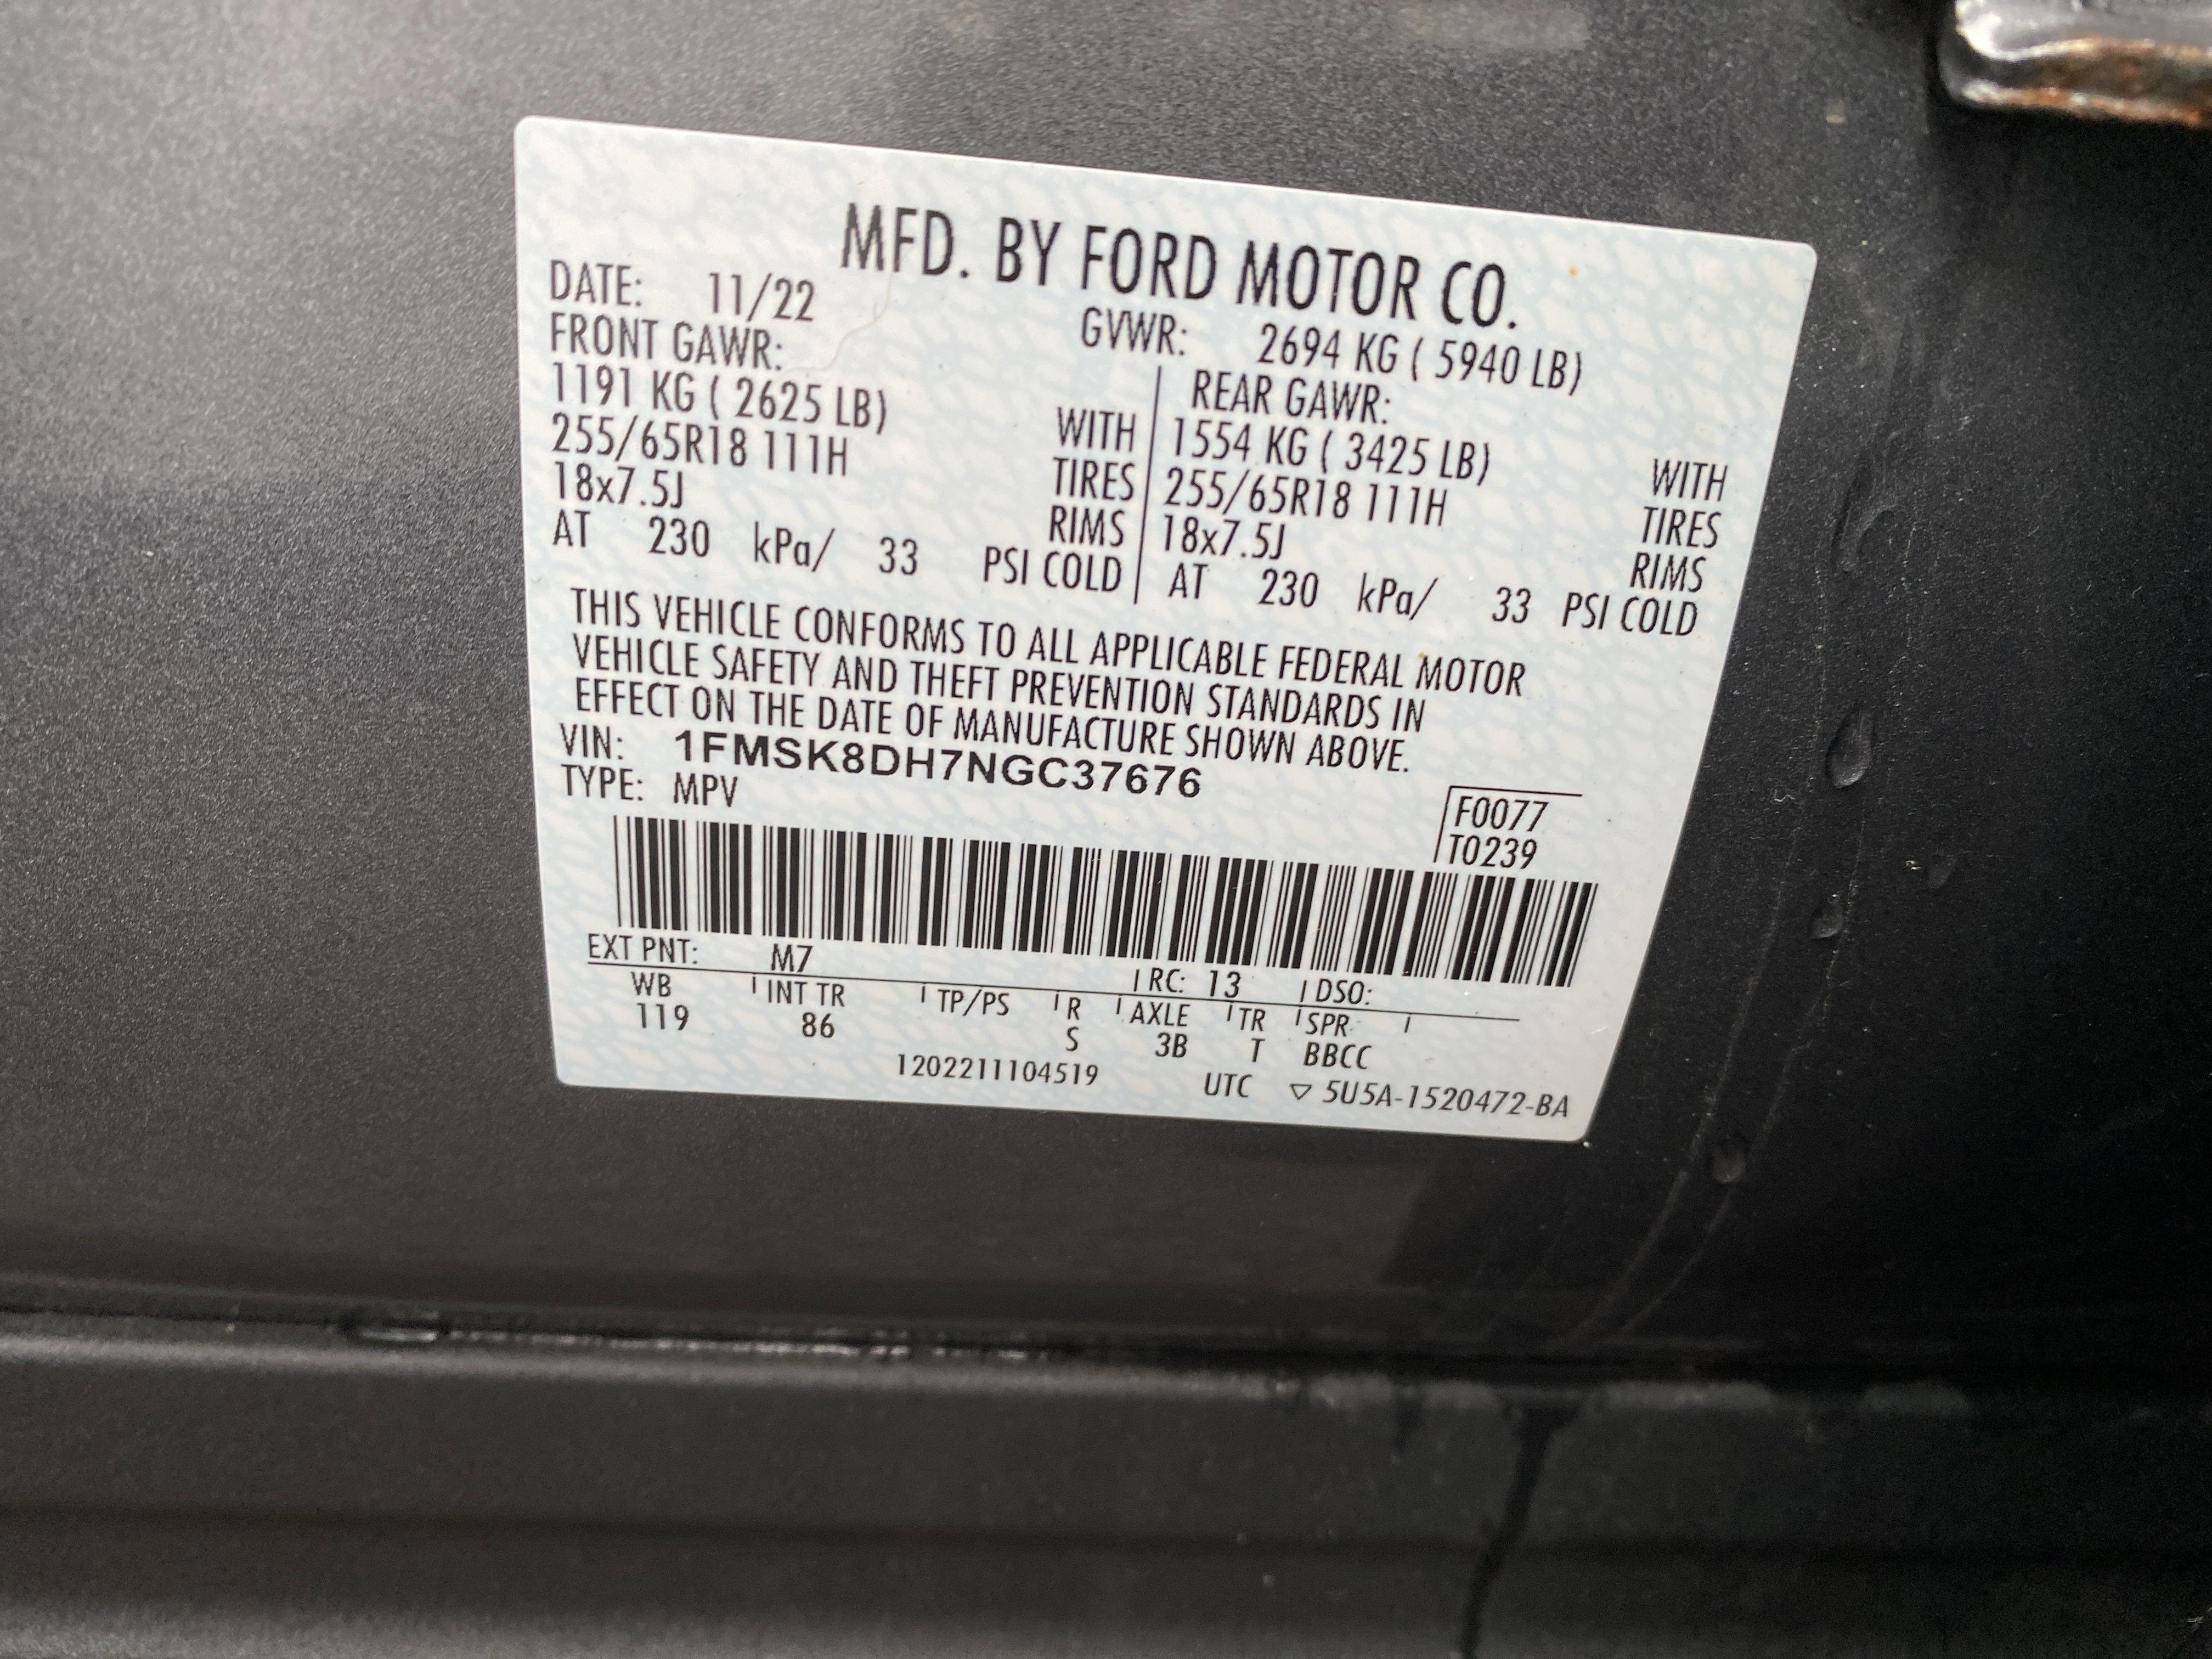 MFD. BY FORD MOTOR CO.
DATE: 11/22 GVWR: 2694 KG ( 5940 LB)
FRONT GAWR: REAR GAWR:
1191 KG ( 2625 LB) WITH 1554 KG ( 3425 LB) WITH
255/65R18 111H TIRES 255/65R18 111H TIRES
18x7.5J RIMS 18x7.5J RIMS
AT 230 kPa/ 33 PSI COLD AT 230 kPa/ 33 PSI COLD
THIS VEHICLE CONFORMS TO ALL APPLICABLE FEDERAL MOTOR
VEHICLE SAFETY AND THEFT PREVENTION STANDARDS IN
EFFECT ON THE DATE OF MANUFACTURE SHOWN ABOVE.
VIN: 1FMSK8DH7NGC37676
TYPE: MPV
F0077
T0239
EXT PNT: M7 RC: 13 DSO:
WB INT TR TP/PS R AXLE TR SPR
119 86 S 3B T BBCC
1202211104519 UTC ▽ 5U5A-1520472-BA